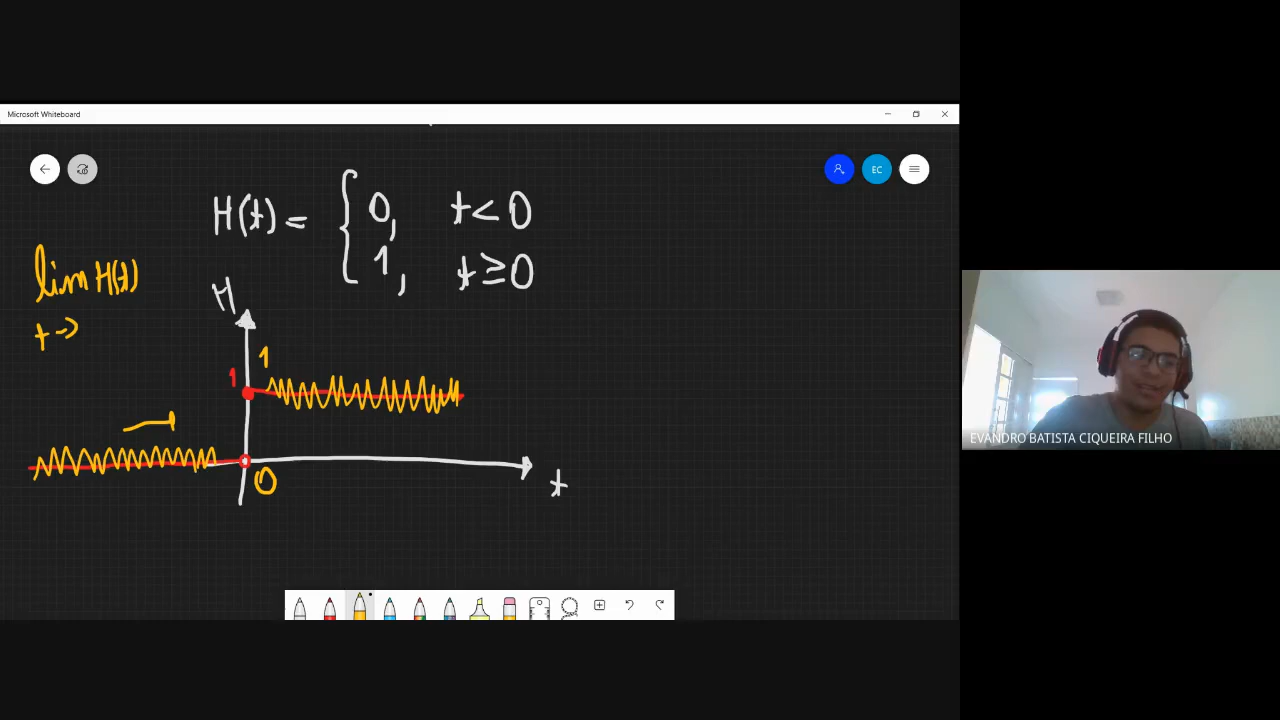 Microsoft Whiteboard
EC
H(t) = { 0, t < 0
1, t ≥ 0
lim H(t)
t →
H
1
1
0
t
EVANDRO BATISTA CIQUEIRA FILHO